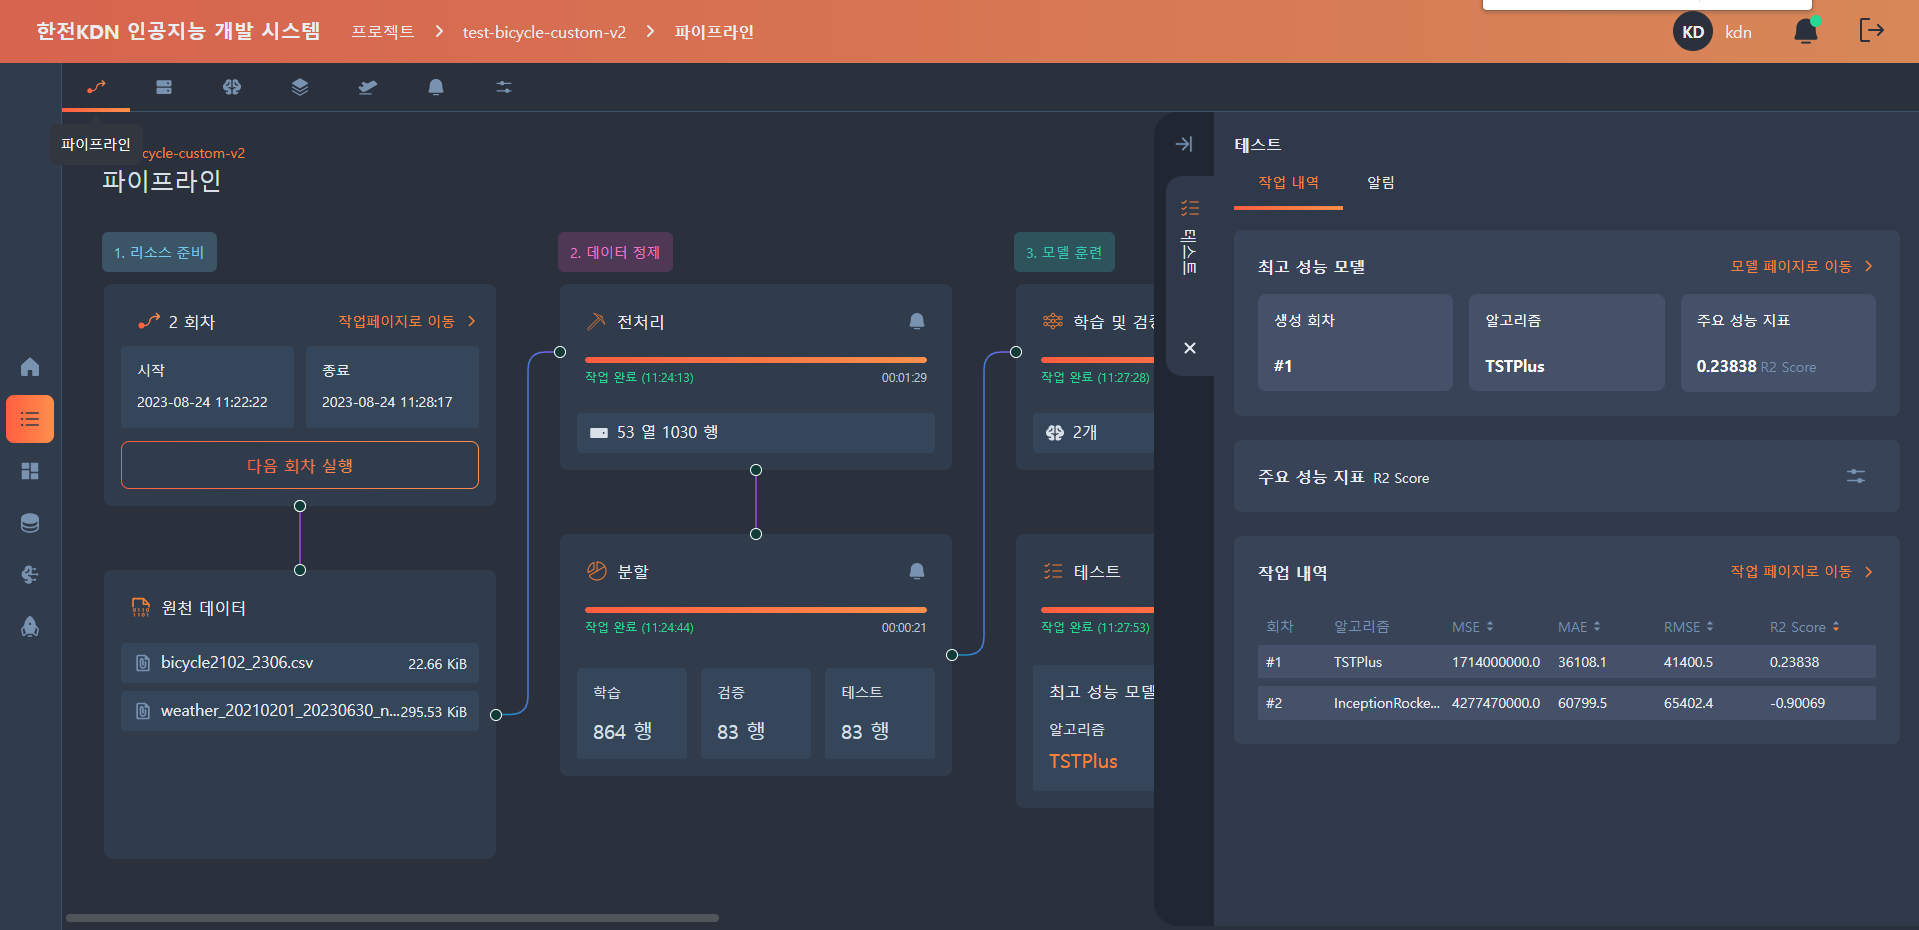 한전KDN 인공지능 개발 시스템
프로젝트 > test-bicycle-custom-v2 > 파이프라인
KD kdn
파이프라인
cycle-custom-v2
파이프라인
1. 리소스 준비
2 회차
작업페이지로 이동 >
시작
2023-08-24 11:22:22
종료
2023-08-24 11:28:17
다음 회차 실행
원천 데이터
bicycle2102_2306.csv 22.66 KiB
weather_20210201_20230630_n... 295.53 KiB
2. 데이터 정제
전처리
작업 완료 (11:24:13) 00:01:29
53 열 1030 행
분할
작업 완료 (11:24:44) 00:00:21
학습
864 행
검증
83 행
테스트
83 행
3. 모델 훈련
학습 및 검증
작업 완료 (11:27:28)
2개
테스트
작업 완료 (11:27:53)
최고 성능 모델
알고리즘
TSTPlus
테스트
테스트
작업 내역 알림
최고 성능 모델
모델 페이지로 이동 >
생성 회차
#1
알고리즘
TSTPlus
주요 성능 지표
0.23838 R2 Score
주요 성능 지표 R2 Score
작업 내역
작업 페이지로 이동 >
회차 알고리즘 MSE MAE RMSE R2 Score
#1 TSTPlus 1714000000.0 36108.1 41400.5 0.23838
#2 InceptionRocke... 4277470000.0 60799.5 65402.4 -0.90069